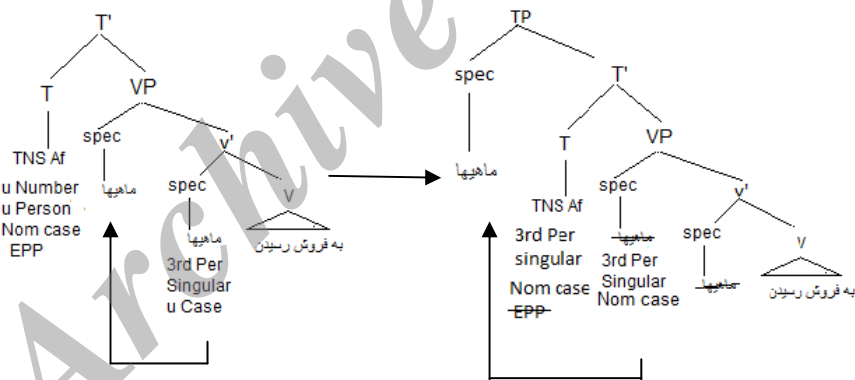 T'
T
VP
spec
v'
TNS Af
ماهیها
spec
V
u Number
u Person
Nom case
EPP
ماهیها
به فروش رسیدن
3rd Per
Singular
u Case
TP
spec
T'
ماهیها
T
VP
TNS Af
spec
v'
3rd Per
singular
Nom case
EPP
ماهیها
3rd Per
Singular
Nom case
spec
v
ماهیها
به فروش رسیدن
Archive